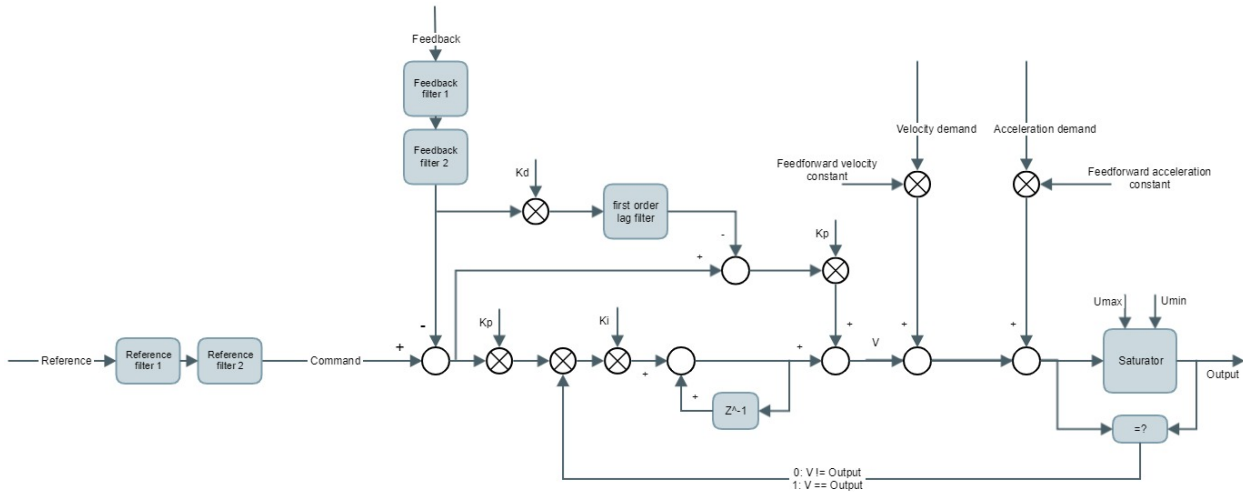 Feedback
Feedback
filter 1
Feedback
filter 2
Velocity demand
Acceleration demand
Feedforward velocity
constant
Feedforward acceleration
constant
Kd
first order
lag filter
-
Kp
+
-
Kp
Ki
+
+
+
Umax
Umin
+
Reference
Reference
filter 1
Reference
filter 2
Command
+
V
Saturator
Output
+
+
Z^-1
=?
0: V != Output
1: V == Output